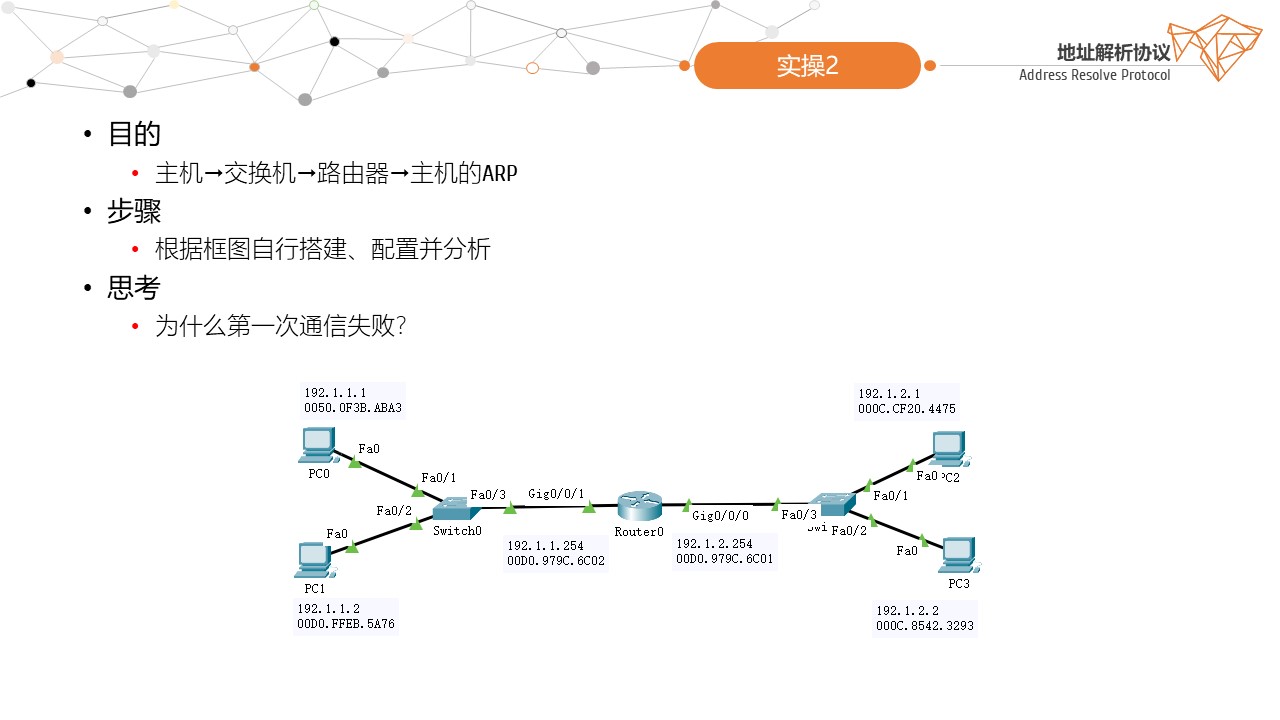 实操2
地址解析协议
Address Resolve Protocol
• 目的
• 主机→交换机→路由器→主机的ARP
• 步骤
• 根据框图自行搭建、配置并分析
• 思考
• 为什么第一次通信失败?
192.1.1.1
0050.0F3B.ABA3
192.1.2.1
000C.CF20.4475
Fa0
PC0
Fa0/1
Fa0/3
Gig0/0/1
Fa0/2
Switch0
Fa0
PC1
192.1.1.2
00D0.FFEB.5A76
Router0
192.1.1.254
00D0.979C.6C02
Gig0/0/0
192.1.2.254
00D0.979C.6C01
Fa0/3
Fa0
PC2
Fa0/1
Swi
Fa0/2
Fa0
PC3
192.1.2.2
000C.8542.3293